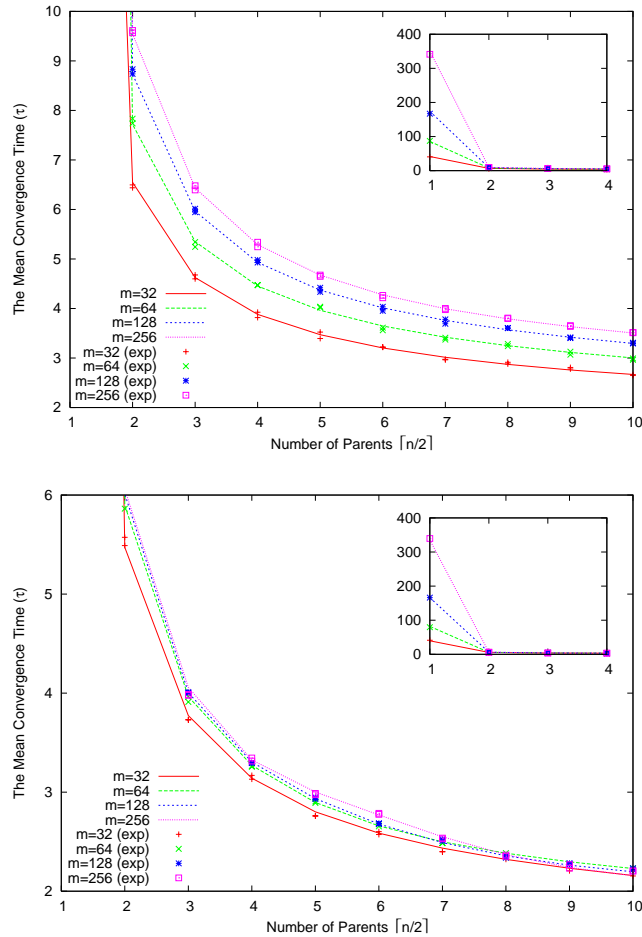 10
9
8
7
6
5
4
3
2
The Mean Convergence Time (τ)
1 2 3 4 5 6 7 8 9 10
Number of Parents ⌈n/2⌉
m=32
m=64
m=128
m=256
m=32 (exp)
m=64 (exp)
m=128 (exp)
m=256 (exp)
400
300
200
100
0
1 2 3 4
6
5
4
3
2
The Mean Convergence Time (τ)
1 2 3 4 5 6 7 8 9 10
Number of Parents ⌈n/2⌉
m=32
m=64
m=128
m=256
m=32 (exp)
m=64 (exp)
m=128 (exp)
m=256 (exp)
400
300
200
100
0
1 2 3 4